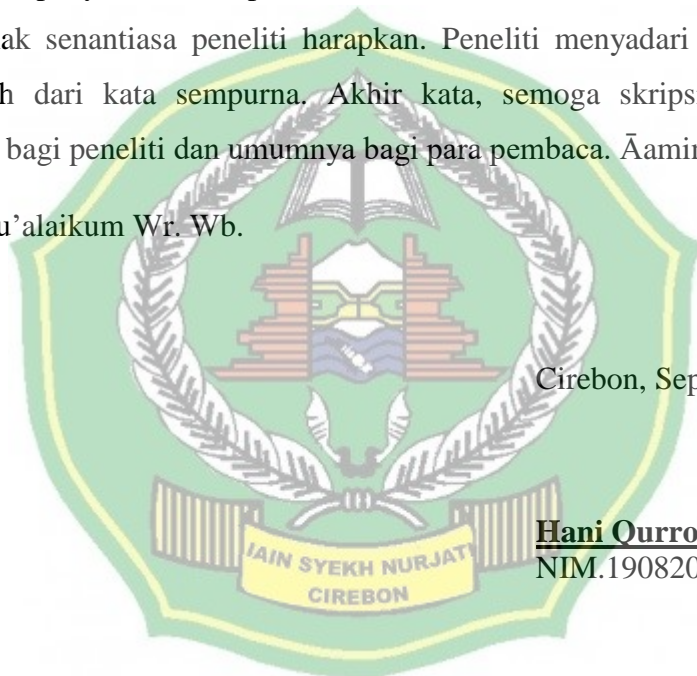 ak senantiasa peneliti harapkan. Peneliti menyadari
h dari kata sempurna. Akhir kata, semoga skrips
bagi peneliti dan umumnya bagi para pembaca. Āamin
u’alaikum Wr. Wb.
Cirebon, Sep
Hani Qurro
NIM.190820
IAIN SYEKH NURJATI
CIREBON